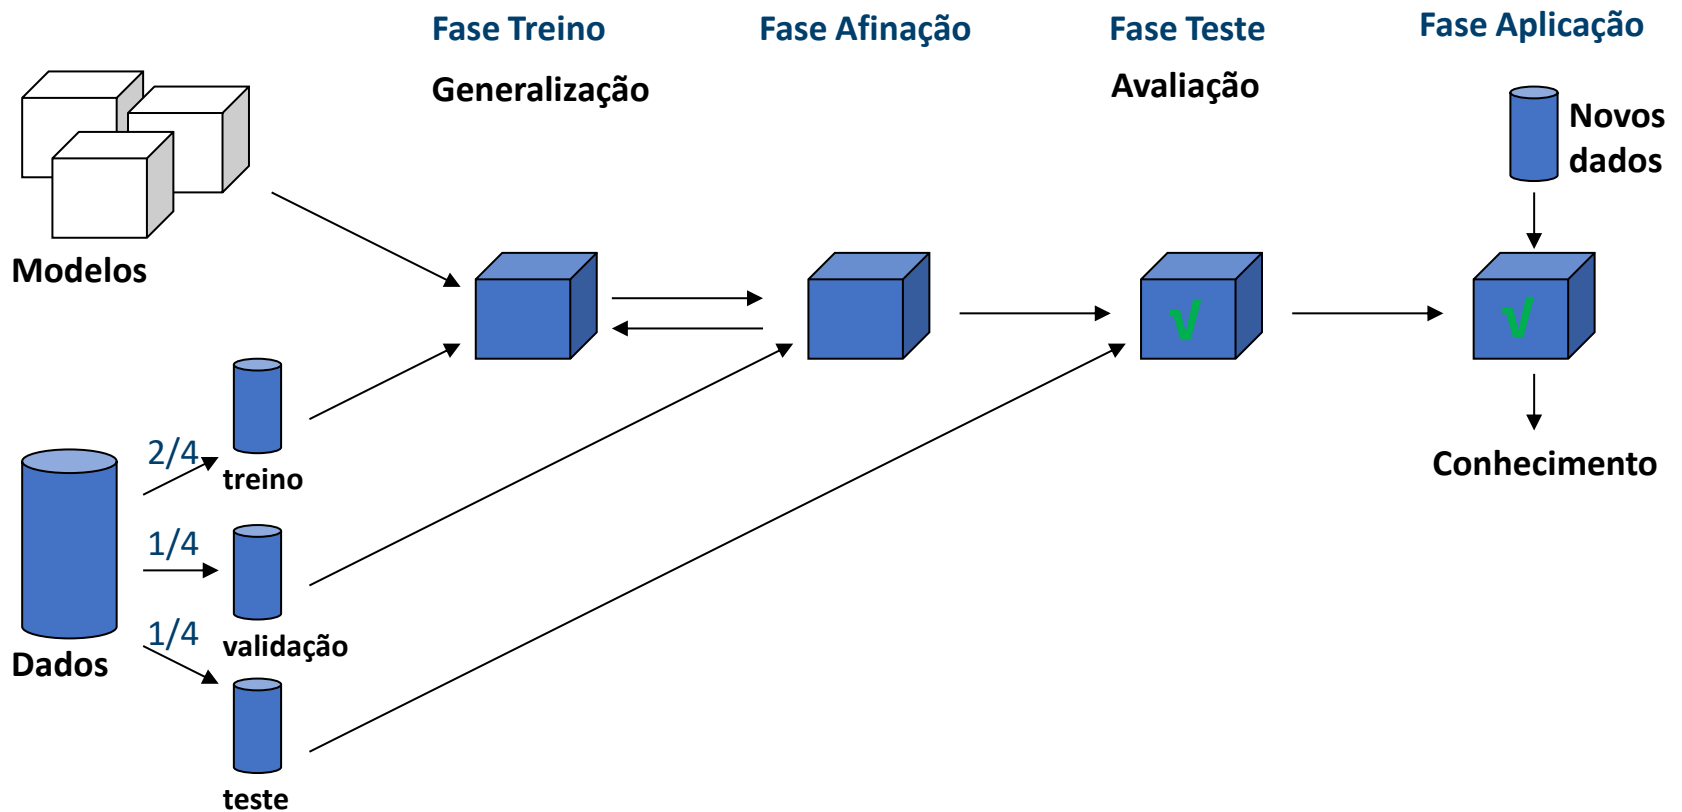 Fase Treino
Fase Afinação
Fase Teste
Fase Aplicação
Generalização
Avaliação
Novos
dados
Modelos
2/4
treino
Conhecimento
1/4
1/4
validação
Dados
teste
√
√